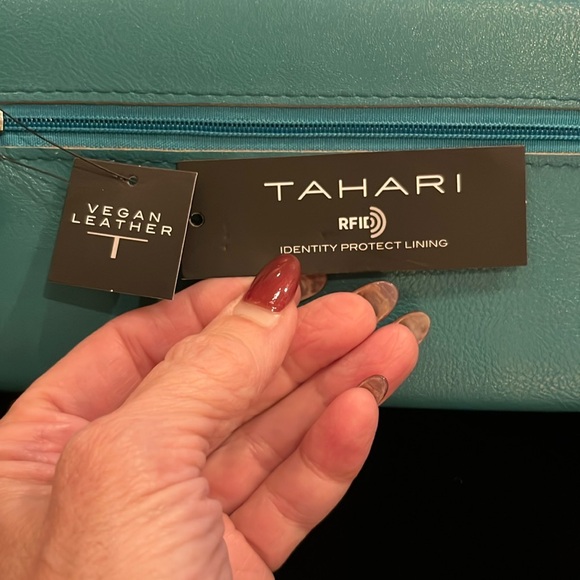 VEGAN
LEATHER
T
TAHARI
RFID
IDENTITY PROTECT LINING